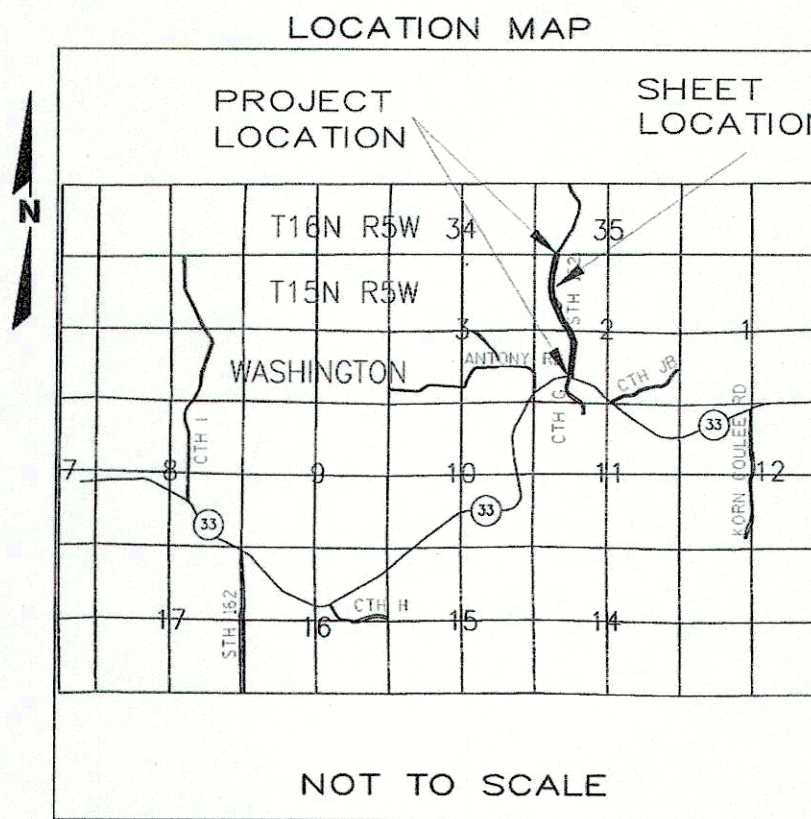 LOCATION MAP
PROJECT
LOCATION
SHEET
LOCATION
N
T16N R5W 34 35
T15N R5W
STH 162
3 2 1
ANTONY RD
WASHINGTON
CTH JB
CTH G
33
CTH I
KORN COULEE RD
7 8 9 10 11 12
33 33
CTH H
STH 162
17 16 15 14
NOT TO SCALE